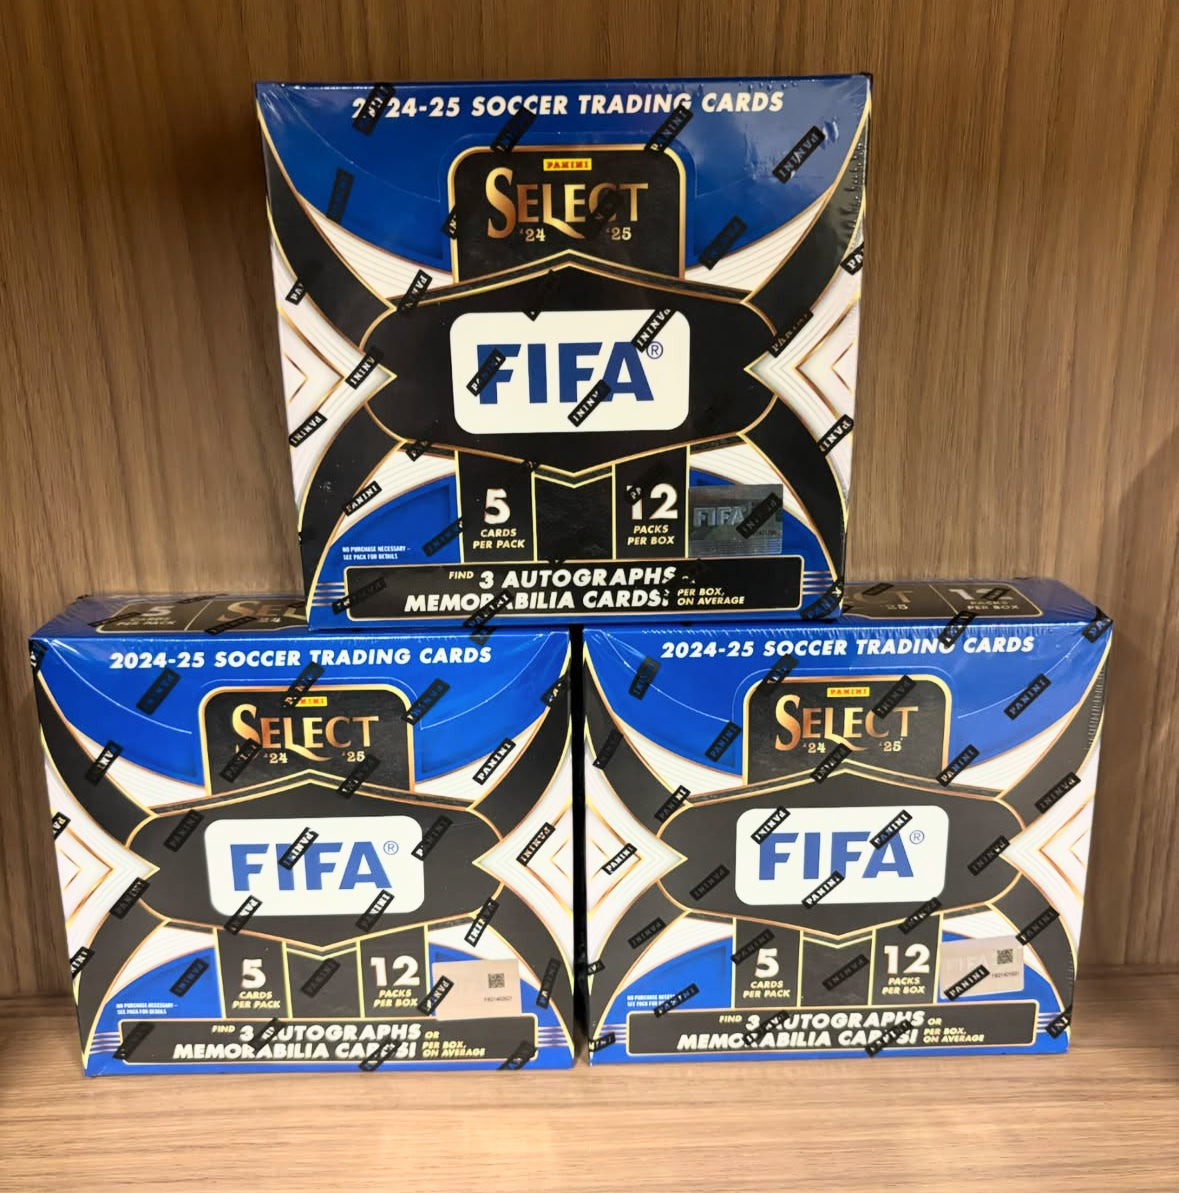 2024-25 SOCCER TRADING CARDS
PANINI
SELECT
'24 '25
FIFA®
5
CARDS
PER PACK
12
PACKS
PER BOX
FIFA
NO PURCHASE NECESSARY -
SEE PACK FOR DETAILS
FIND 3 AUTOGRAPHS OR
MEMORABILIA CARDS! PER BOX,
ON AVERAGE
2024-25 SOCCER TRADING CARDS
PANINI
SELECT
'24 '25
FIFA®
5
CARDS
PER PACK
12
PACKS
PER BOX
NO PURCHASE NECESSARY -
SEE PACK FOR DETAILS
FIND 3 AUTOGRAPHS OR
MEMORABILIA CARDS! PER BOX,
ON AVERAGE
2024-25 SOCCER TRADING CARDS
PANINI
SELECT
'24 '25
FIFA®
5
CARDS
PER PACK
12
PACKS
PER BOX
FIND 3 AUTOGRAPHS OR
MEMORABILIA CARDS! PER BOX,
ON AVERAGE